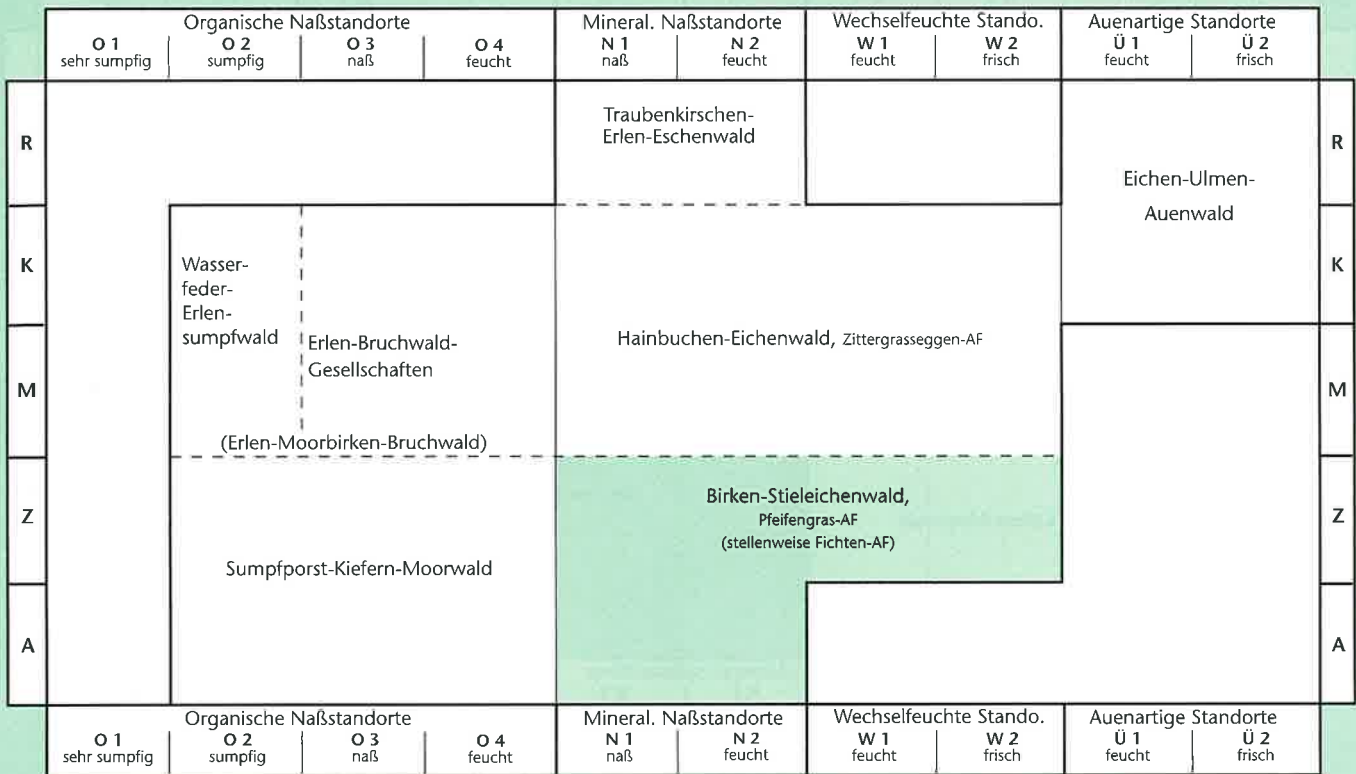 Organische Naßstandorte Mineral. Naßstandorte Wechselfeuchte Stando. Auenartige Standorte
O 1 O 2 O 3 O 4 N 1 N 2 W 1 W 2 Ü 1 Ü 2
sehr sumpfig sumpfig naß feucht naß feucht feucht frisch feucht frisch
R R
Traubenkirschen-
Erlen-Eschenwald
Eichen-Ulmen-
Auenwald
K K
Wasser-
feder-
Erlen-
sumpfwald
Erlen-Bruchwald-
Gesellschaften
Hainbuchen-Eichenwald, Zittergrasseggen-AF
M M
(Erlen-Moorbirken-Bruchwald)
Z Z
Birken-Stieleichenwald,
Pfeifengras-AF
(stellenweise Fichten-AF)
Sumpfporst-Kiefern-Moorwald
A A
Organische Naßstandorte Mineral. Naßstandorte Wechselfeuchte Stando. Auenartige Standorte
O 1 O 2 O 3 O 4 N 1 N 2 W 1 W 2 Ü 1 Ü 2
sehr sumpfig sumpfig naß feucht naß feucht feucht frisch feucht frisch